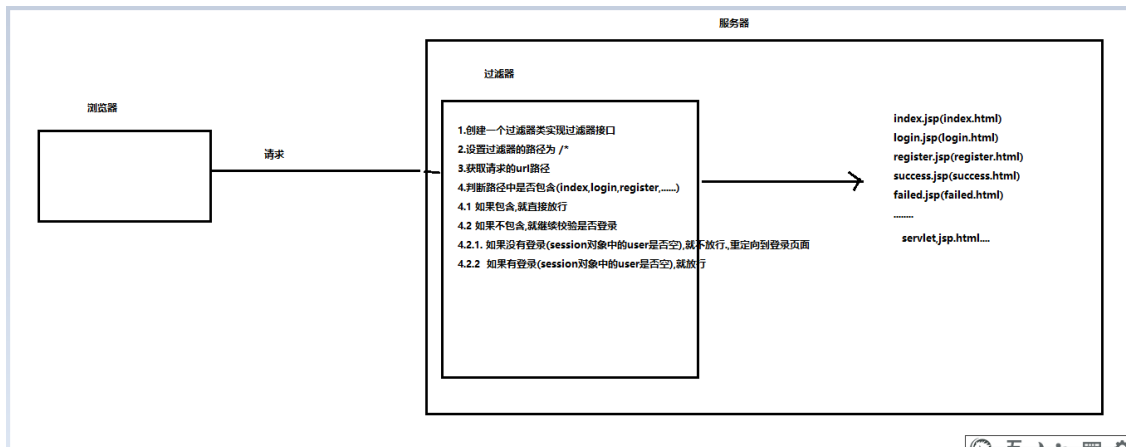 服务器
过滤器
浏览器
请求
1.创建一个过滤器类实现过滤器接口
2.设置过滤器的路径为 /*
3.获取请求的url路径
4.判断路径中是否包含(index,login,register,......)
4.1 如果包含,就直接放行
4.2 如果不包含,就继续校验是否登录
4.2.1. 如果没有登录(session对象中的user是否空),就不放行、重定向到登录页面
4.2.2 如果有登录(session对象中的user是否空),就放行
index.jsp(index.html)
login.jsp(login.html)
register.jsp(register.html)
success.jsp(success.html)
failed.jsp(failed.html)
........
servlet,jsp.html....
五